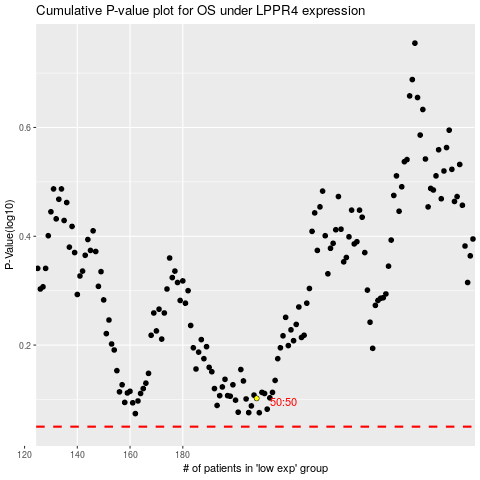 Cumulative P-value plot for OS under LPPR4 expression
P-Value(log10)
0.6
0.4
0.2
50:50
120 140 160 180
# of patients in 'low exp' group